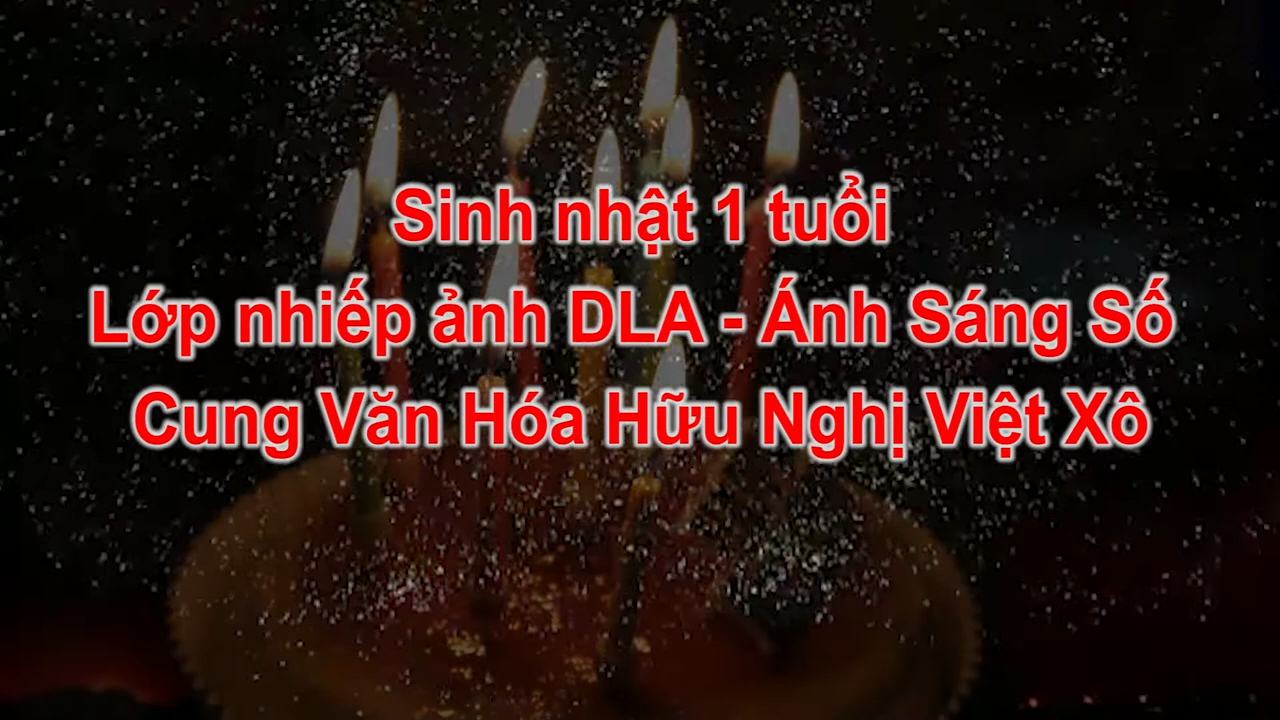 Sinh nhật 1 tuổi
Lớp nhiếp ảnh DLA - Ánh Sáng Số
Cung Văn Hóa Hữu Nghị Việt Xô